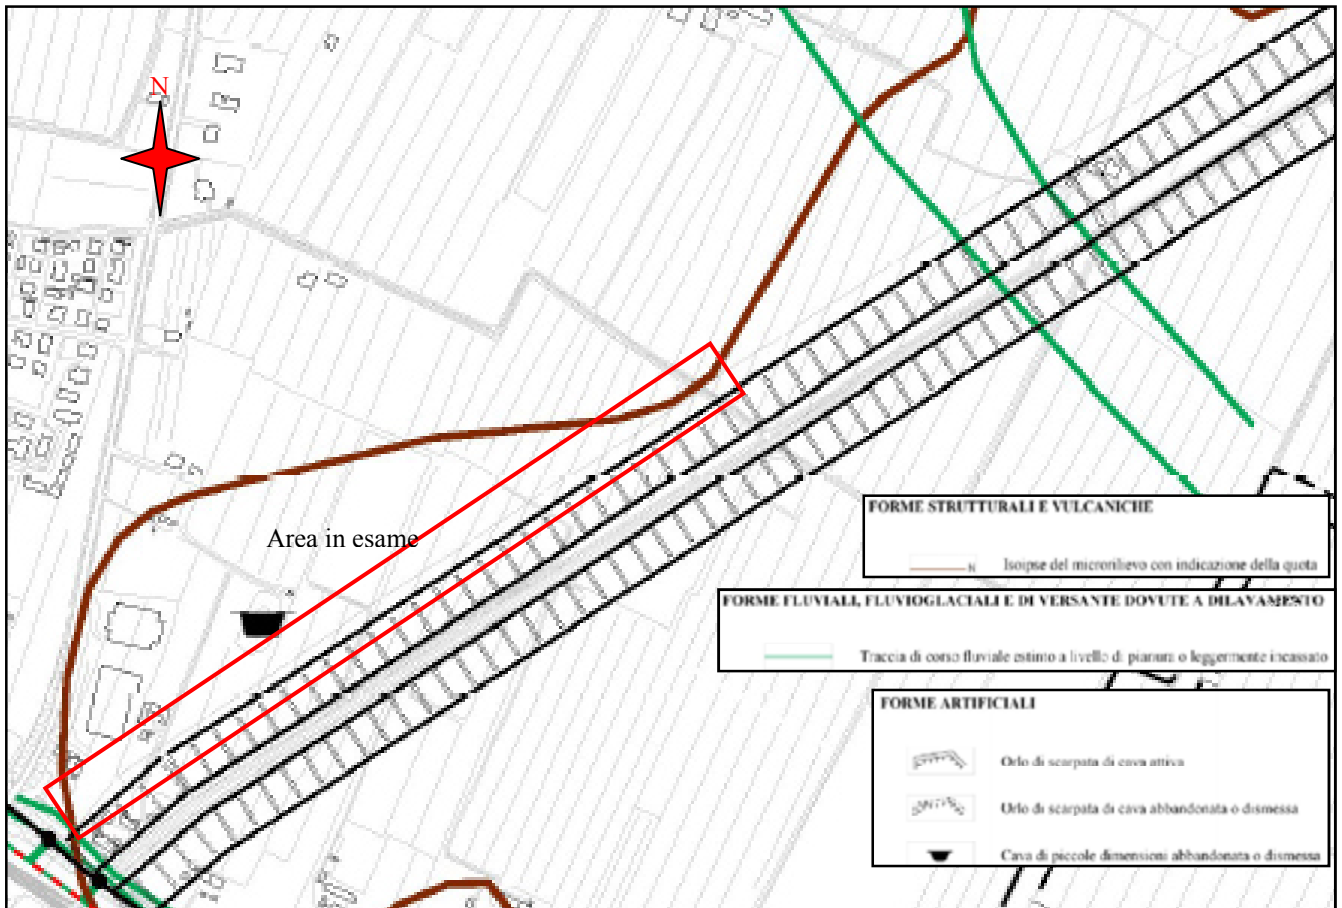 N
Area in esame
FORME STRUTTURALI E VULCANICHE
N
Isoipse del microrilievo con indicazione della quota
FORME FLUVIALI, FLUVIOGLACIALI E DI VERSANTE DOVUTE A DILAVAMENTO
Traccia di corso fluviale estinto a livello di pianura o leggermente incassato
FORME ARTIFICIALI
Orlo di scarpata di cava attiva
Orlo di scarpata di cava abbandonata o dismessa
Cava di piccole dimensioni abbandonata o dismessa